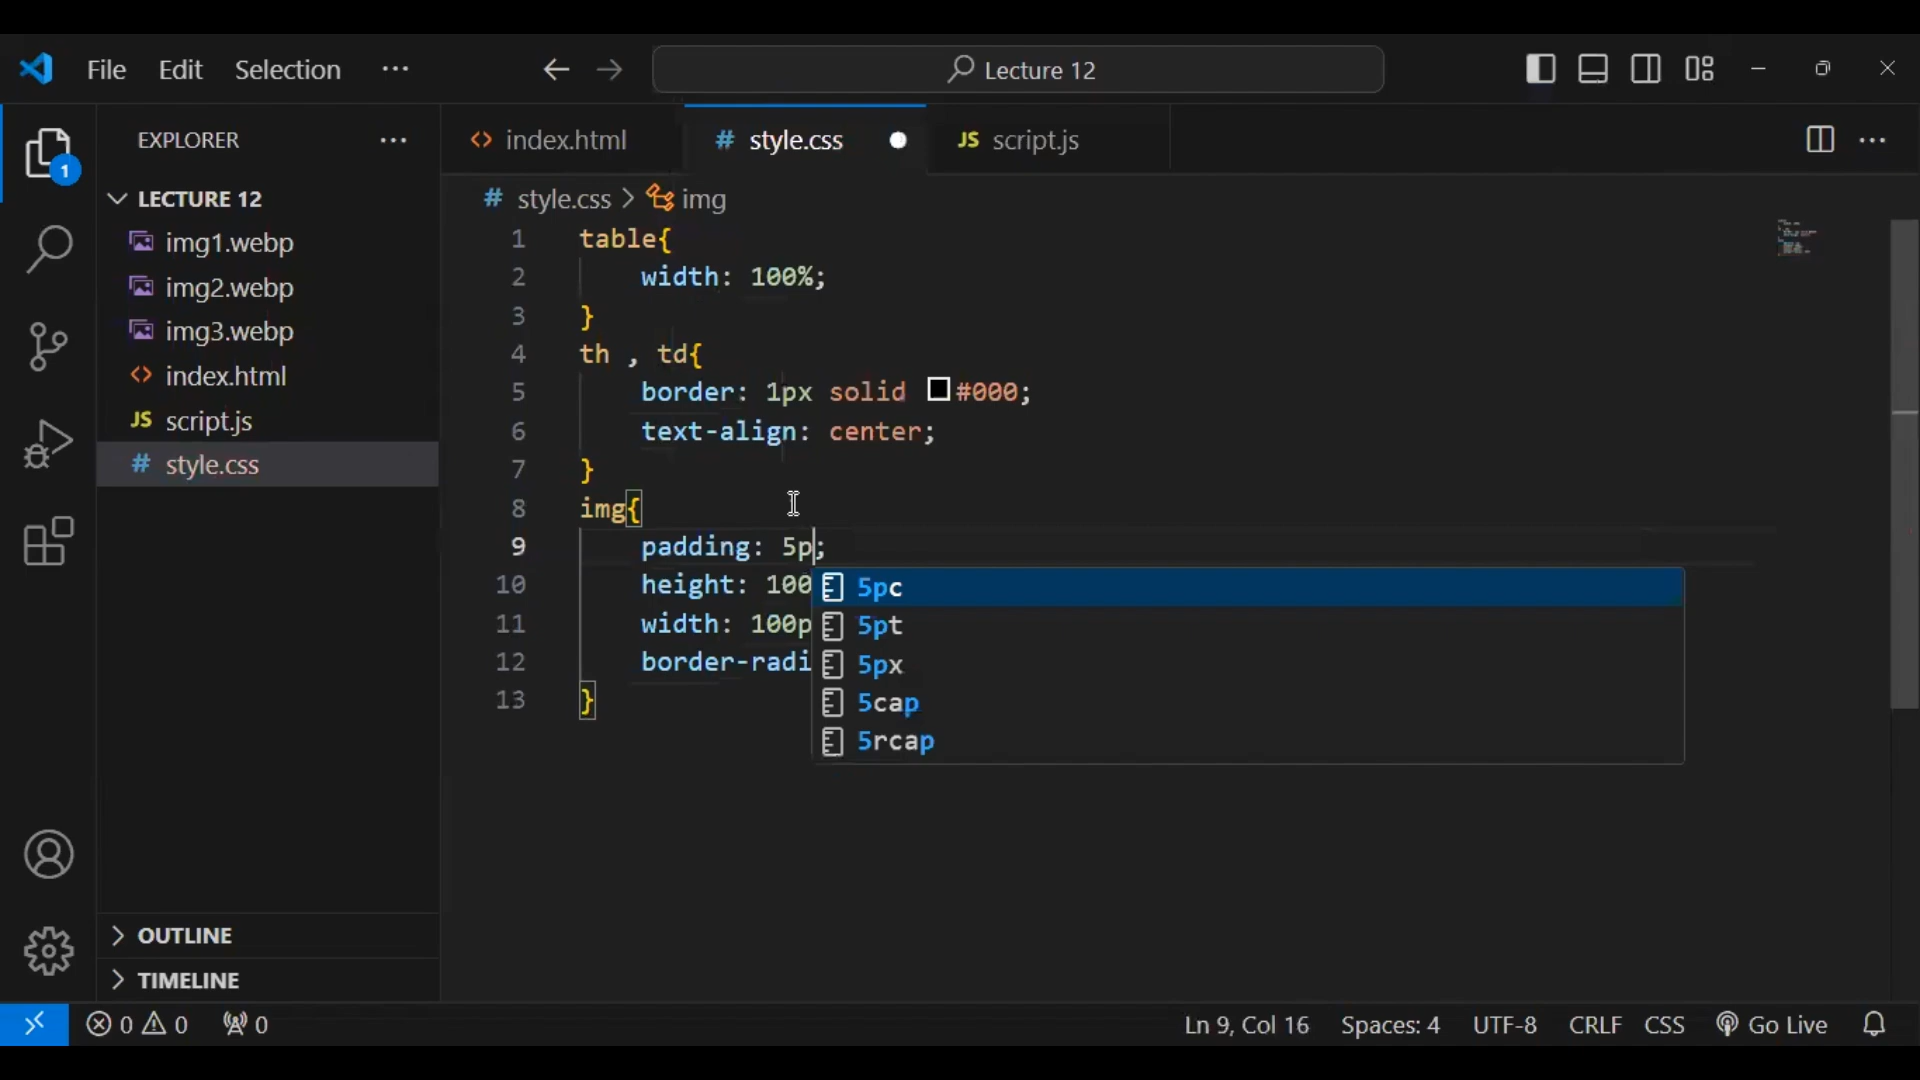 File Edit Selection ··· Lecture 12
EXPLORER ···
LECTURE 12
img1.webp
img2.webp
img3.webp
index.html
JS script.js
# style.css
OUTLINE
TIMELINE
1
<> index.html # style.css JS script.js ···
# style.css > img
1 table{
2 width: 100%;
3 }
4 th , td{
5 border: 1px solid #000;
6 text-align: center;
7 }
8 img{
9 padding: 5p;
10 height: 100
11 width: 100p
12 border-radi
13 }
5pc
5pt
5px
5cap
5rcap
0 0 0 Ln 9, Col 16 Spaces: 4 UTF-8 CRLF CSS Go Live